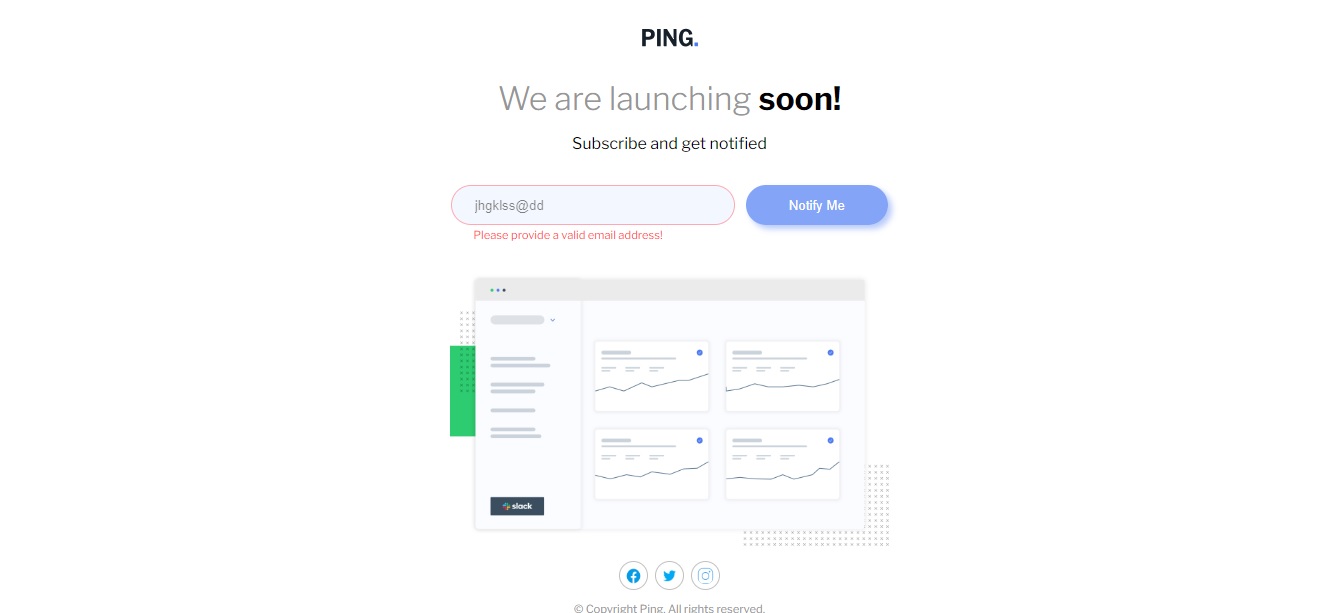 PING.
We are launching soon!
Subscribe and get notified
jhgklss@dd
Notify Me
Please provide a valid email address!
slack
© Copyright Ping. All rights reserved.